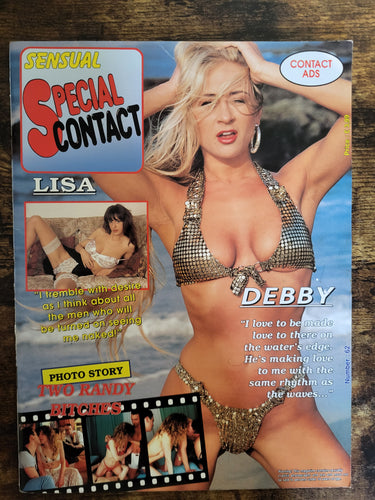 SENSUAL
SPECIAL
CONTACT
CONTACT
ADS
LISA
"I tremble with desire
as I think about all
the men who will
be turned on seeing
me naked!"
DEBBY
"I love to be made
love to there on
the water's edge.
He's making love
to me with the
same rhythm as
the waves..."
Number: 62
PHOTO STORY
TWO RANDY
BITCHES